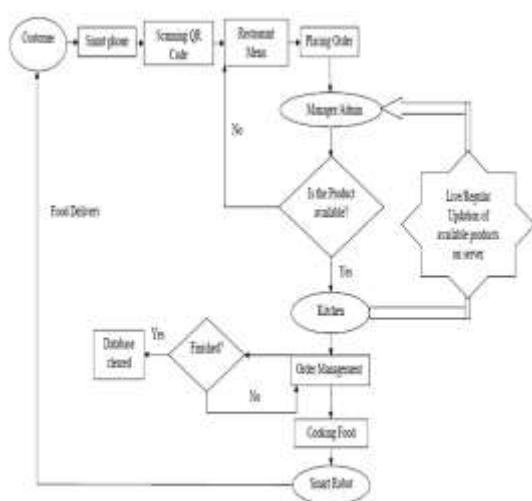 Customer
Smart phone
Scanning QR
Code
Restaurant
Menu
Placing Order
Manager/Admin
No
Is the Product
available?
Live/Regular
Updation of
available products
on server
Food Delivers
Yes
Kitchen
Yes
Finished?
Database
cleared
Order Management
No
Cooking Food
Smart Robot